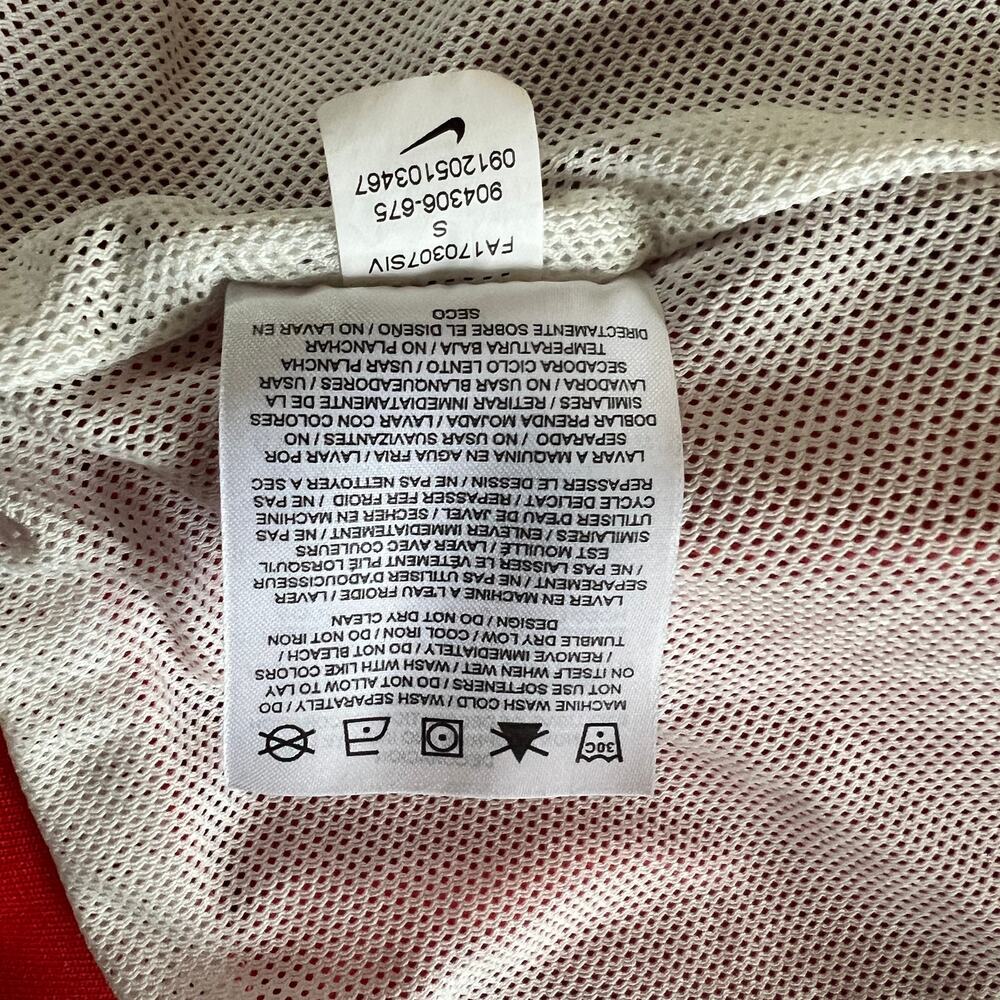 FA170307SIV
S
904306-675
091205103467
30C
MACHINE WASH COLD / WASH SEPARATELY / DO
NOT USE SOFTENERS / DO NOT ALLOW TO LAY
ON ITSELF WHEN WET / WASH WITH LIKE COLORS
/ REMOVE IMMEDIATELY / DO NOT BLEACH /
TUMBLE DRY LOW / COOL IRON / DO NOT IRON
DESIGN / DO NOT DRY CLEAN
LAVER EN MACHINE A L'EAU FROIDE / LAVER
SEPAREMENT / NE PAS UTILISER D'ADOUCISSEUR
/ NE PAS LAISSER LE VÊTEMENT PLIÉ LORSQU'IL
EST MOUILLÉ / LAVER AVEC COULEURS
SIMILAIRES / ENLEVER IMMEDIATEMENT / NE PAS
UTILISER D'EAU DE JAVEL / SECHER EN MACHINE
CYCLE DELICAT / REPASSER FER FROID / NE PAS
REPASSER LE DESSIN / NE PAS NETTOYER A SEC
LAVAR A MAQUINA EN AGUA FRIA / LAVAR POR
SEPARADO / NO USAR SUAVIZANTES / NO
DOBLAR PRENDA MOJADA / LAVAR CON COLORES
SIMILARES / RETIRAR INMEDIATAMENTE DE LA
LAVADORA / NO USAR BLANQUEADORES / USAR
SECADORA CICLO LENTO / USAR PLANCHA
TEMPERATURA BAJA / NO PLANCHAR
DIRECTAMENTE SOBRE EL DISEÑO / NO LAVAR EN
SECO